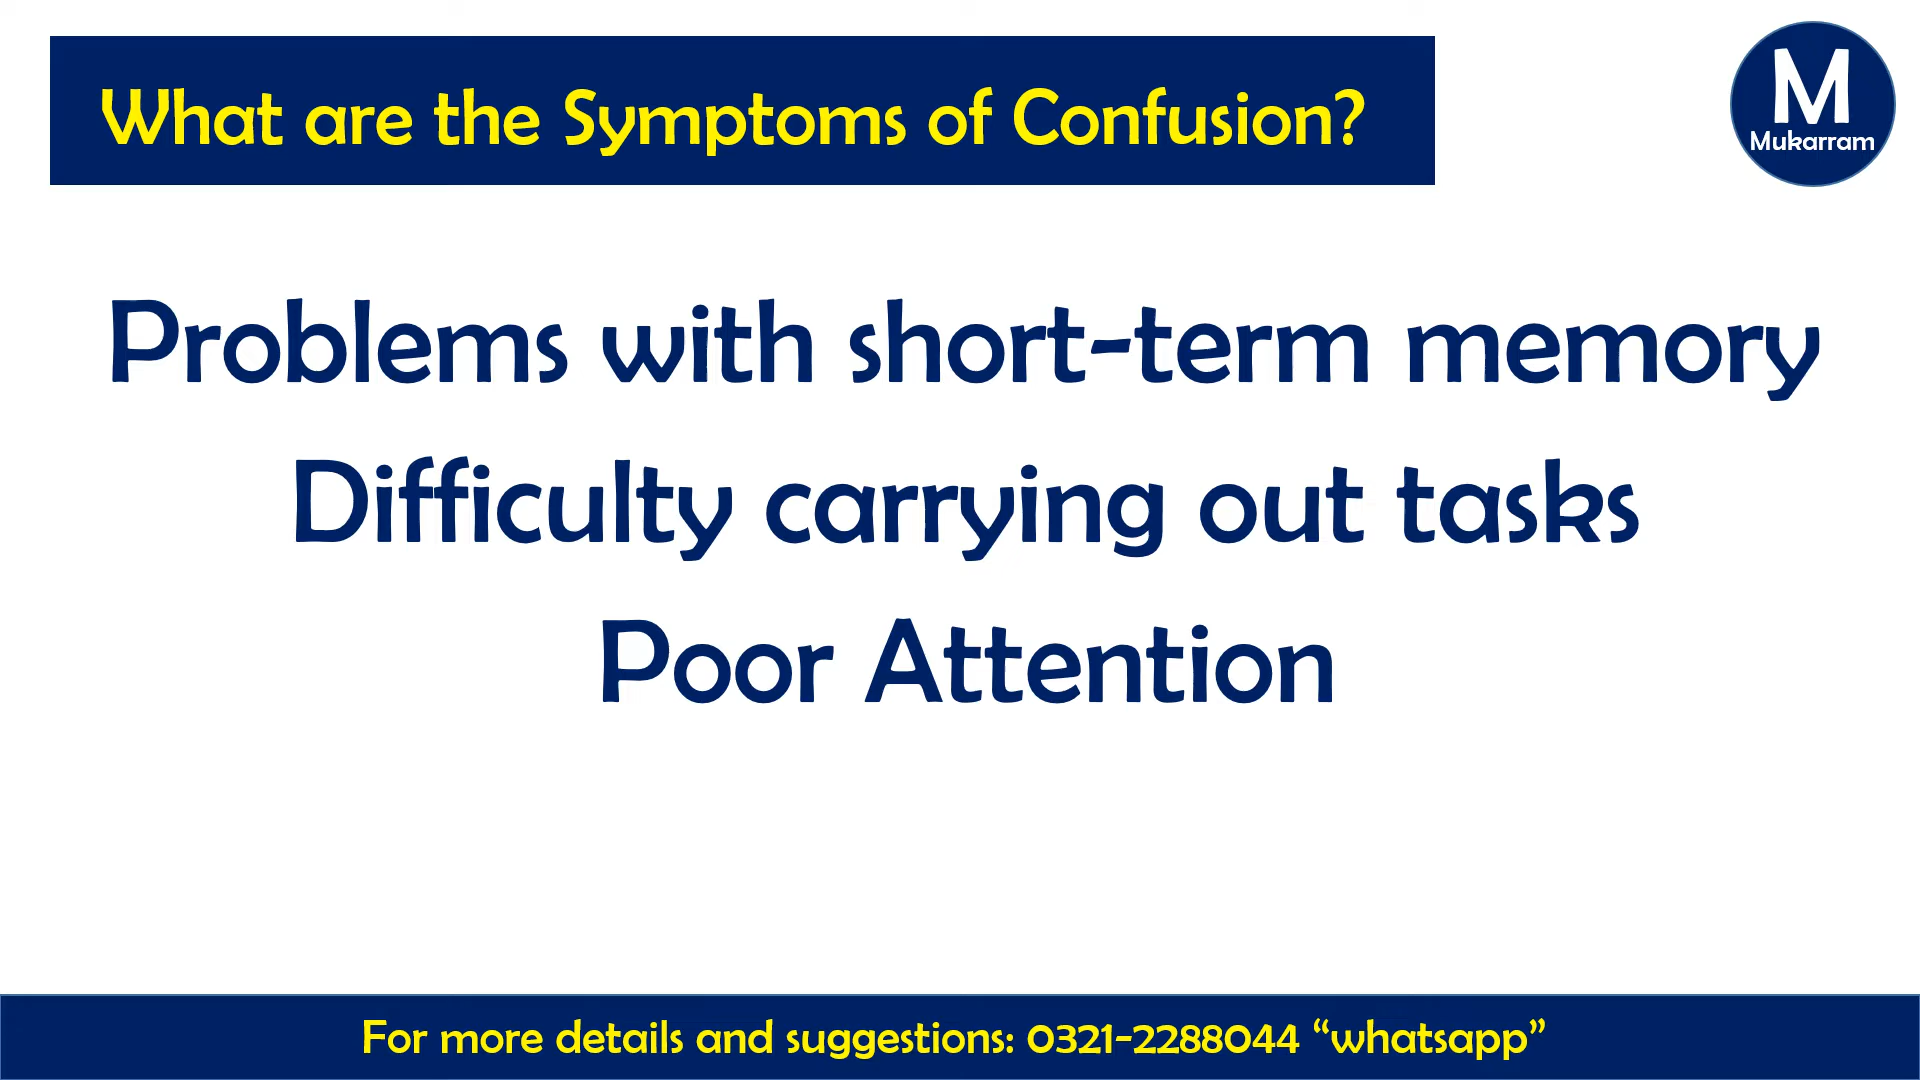 What are the Symptoms of Confusion?
M
Mukarram
Problems with short-term memory
Difficulty carrying out tasks
Poor Attention
For more details and suggestions: 0321-2288044 “whatsapp”